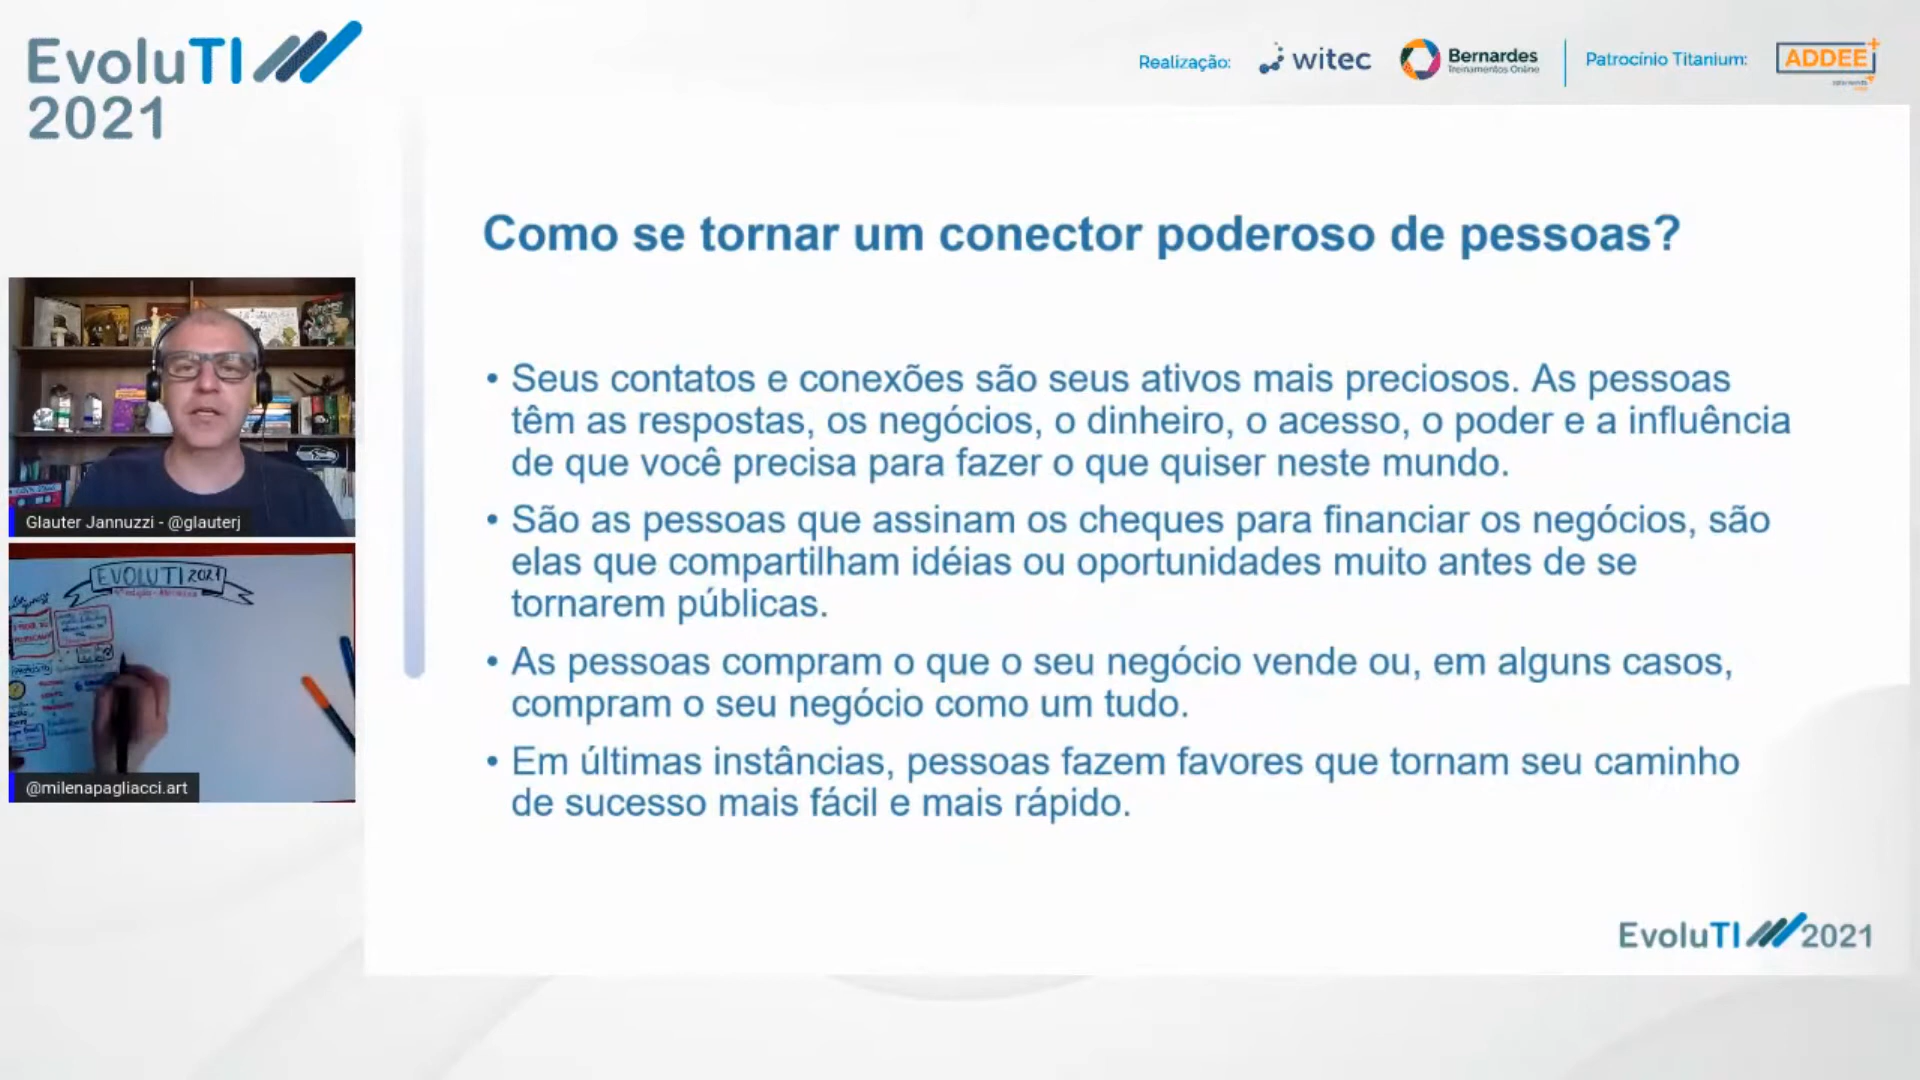 EvoluTI
2021
Realização:
witec
Bernardes
Treinamentos Online
Patrocínio Titanium:
ADDEE
Como se tornar um conector poderoso de pessoas?
• Seus contatos e conexões são seus ativos mais preciosos. As pessoas
têm as respostas, os negócios, o dinheiro, o acesso, o poder e a influência
de que você precisa para fazer o que quiser neste mundo.
• São as pessoas que assinam os cheques para financiar os negócios, são
elas que compartilham idéias ou oportunidades muito antes de se
tornarem públicas.
• As pessoas compram o que o seu negócio vende ou, em alguns casos,
compram o seu negócio como um tudo.
• Em últimas instâncias, pessoas fazem favores que tornam seu caminho
de sucesso mais fácil e mais rápido.
Glauter Jannuzzi - @glauterj
EVOLUTI 2021
@milenapagliacci.art
EvoluTI 2021